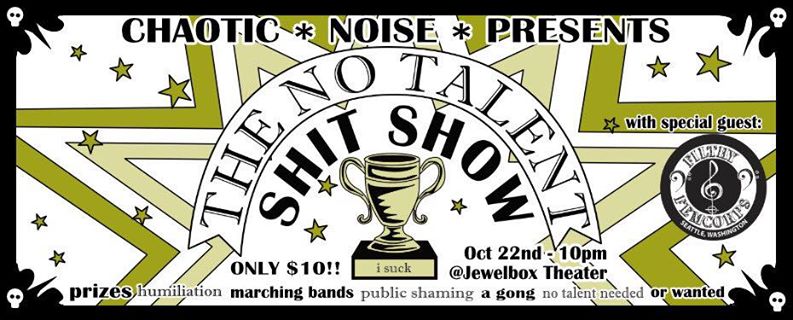 CHAOTIC * NOISE * PRESENTS
THE NO TALENT
SHIT SHOW
with special guest:
FILTHY
FEMCORPS
SEATTLE, WASHINGTON
ONLY $10!!
i suck
Oct 22nd - 10pm
@Jewelbox Theater
prizes humiliation marching bands public shaming a gong no talent needed or wanted